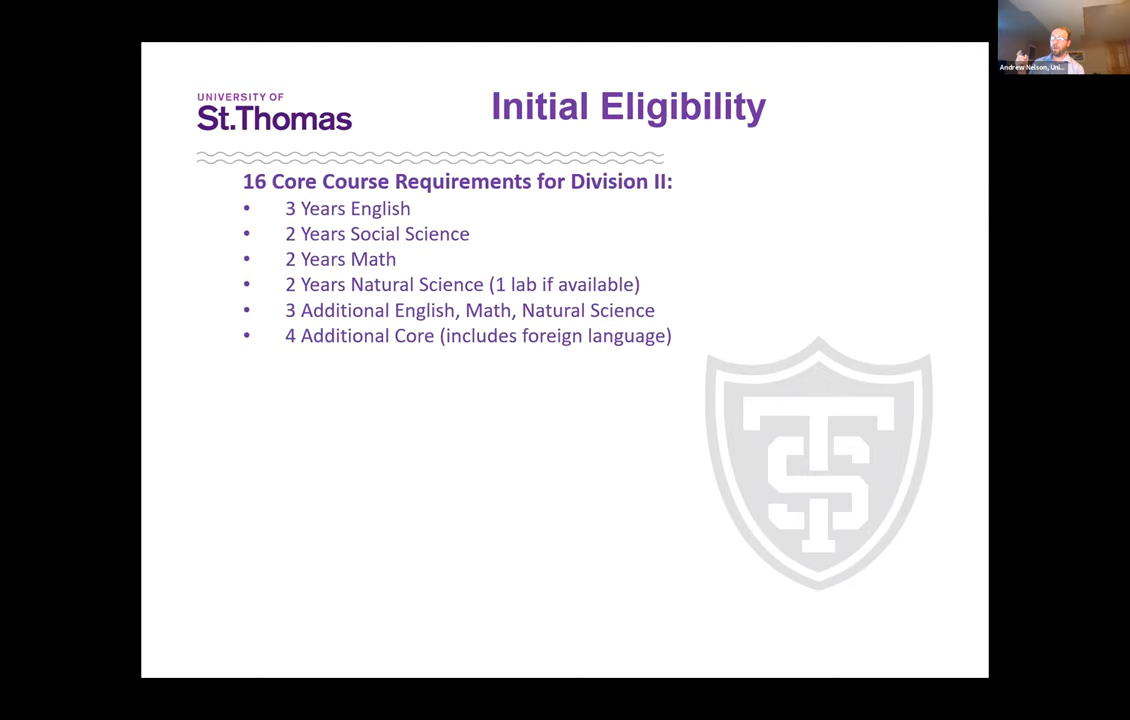 UNIVERSITY OF
St.Thomas
Initial Eligibility
16 Core Course Requirements for Division II:
• 3 Years English
• 2 Years Social Science
• 2 Years Math
• 2 Years Natural Science (1 lab if available)
• 3 Additional English, Math, Natural Science
• 4 Additional Core (includes foreign language)
ST
Andrew Nelson, Uni...